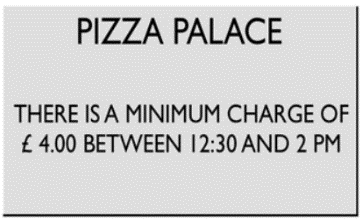 PIZZA PALACE
THERE IS A MINIMUM CHARGE OF
£ 4.00 BETWEEN 12:30 AND 2 PM